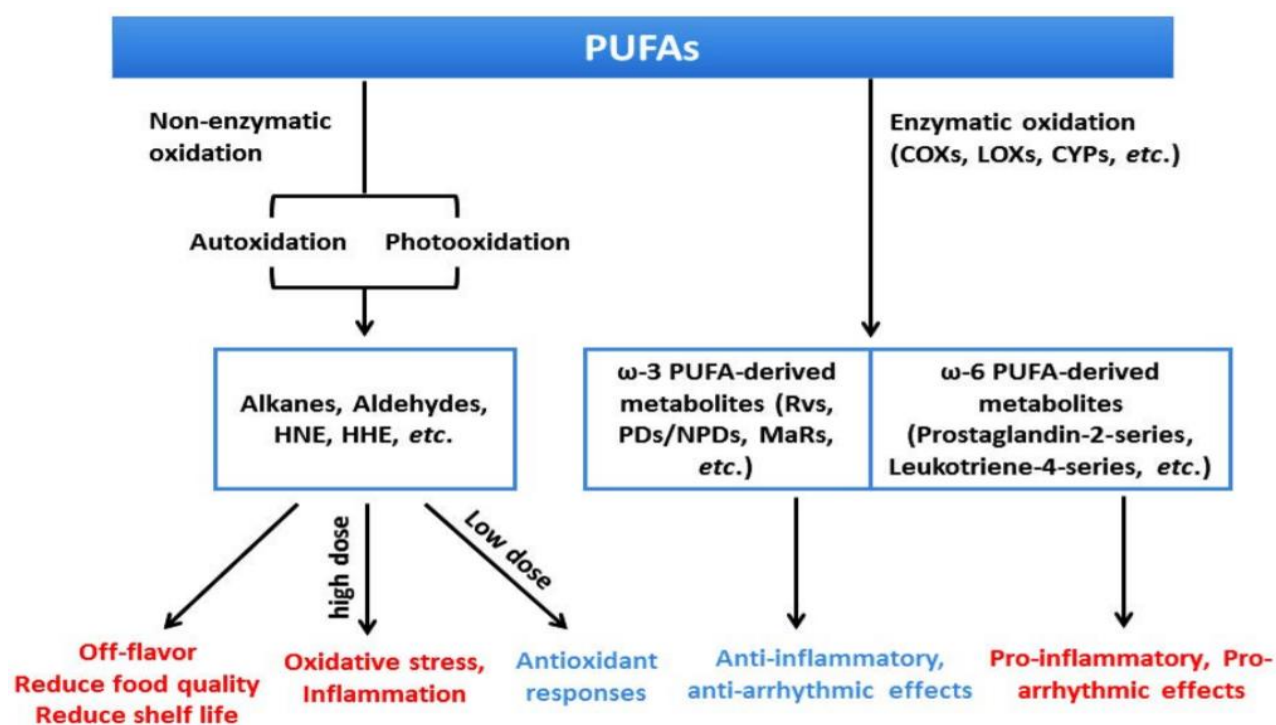 PUFAs
Non-enzymatic
oxidation
Enzymatic oxidation
(COXs, LOXs, CYPs, etc.)
Autoxidation
Photooxidation
Alkanes, Aldehydes,
HNE, HHE, etc.
ω-3 PUFA-derived
metabolites (Rvs,
PDs/NPDs, MaRs,
etc.)
ω-6 PUFA-derived
metabolites
(Prostaglandin-2-series,
Leukotriene-4-series, etc.)
high dose
Low dose
Off-flavor
Reduce food quality
Reduce shelf life
Oxidative stress,
Inflammation
Antioxidant
responses
Anti-inflammatory,
anti-arrhythmic effects
Pro-inflammatory, Pro-
arrhythmic effects